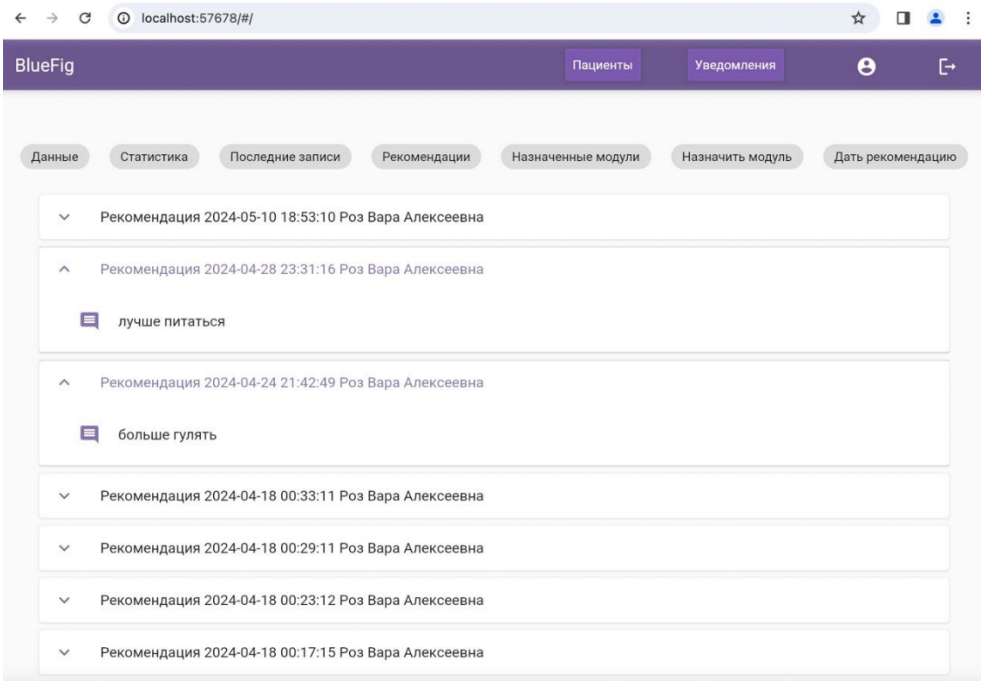 localhost:57678/#/
BlueFig Пациенты Уведомления
Данные Статистика Последние записи Рекомендации Назначенные модули Назначить модуль Дать рекомендацию
Рекомендация 2024-05-10 18:53:10 Роз Вара Алексеевна
Рекомендация 2024-04-28 23:31:16 Роз Вара Алексеевна
лучше питаться
Рекомендация 2024-04-24 21:42:49 Роз Вара Алексеевна
больше гулять
Рекомендация 2024-04-18 00:33:11 Роз Вара Алексеевна
Рекомендация 2024-04-18 00:29:11 Роз Вара Алексеевна
Рекомендация 2024-04-18 00:23:12 Роз Вара Алексеевна
Рекомендация 2024-04-18 00:17:15 Роз Вара Алексеевна